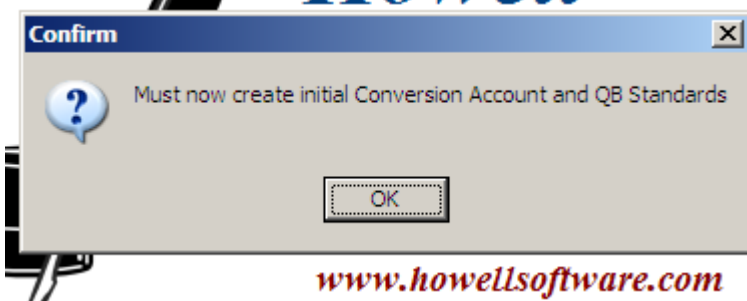 Confirm
Must now create initial Conversion Account and QB Standards
OK
www.howellsoftware.com